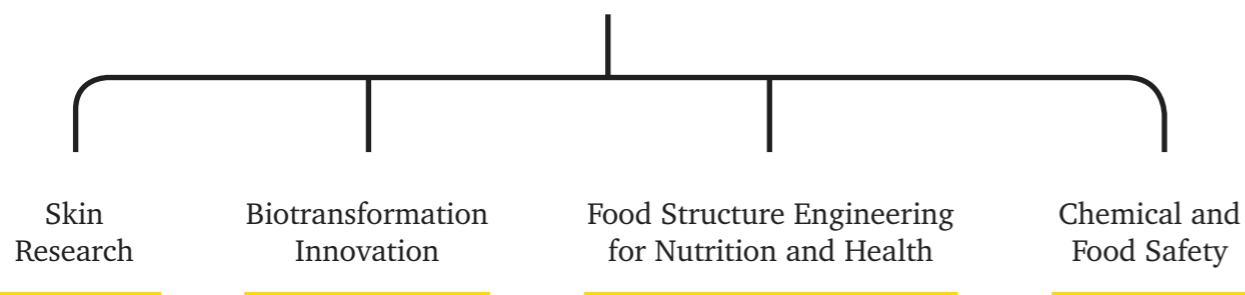 Skin
Research
Biotransformation
Innovation
Food Structure Engineering
for Nutrition and Health
Chemical and
Food Safety